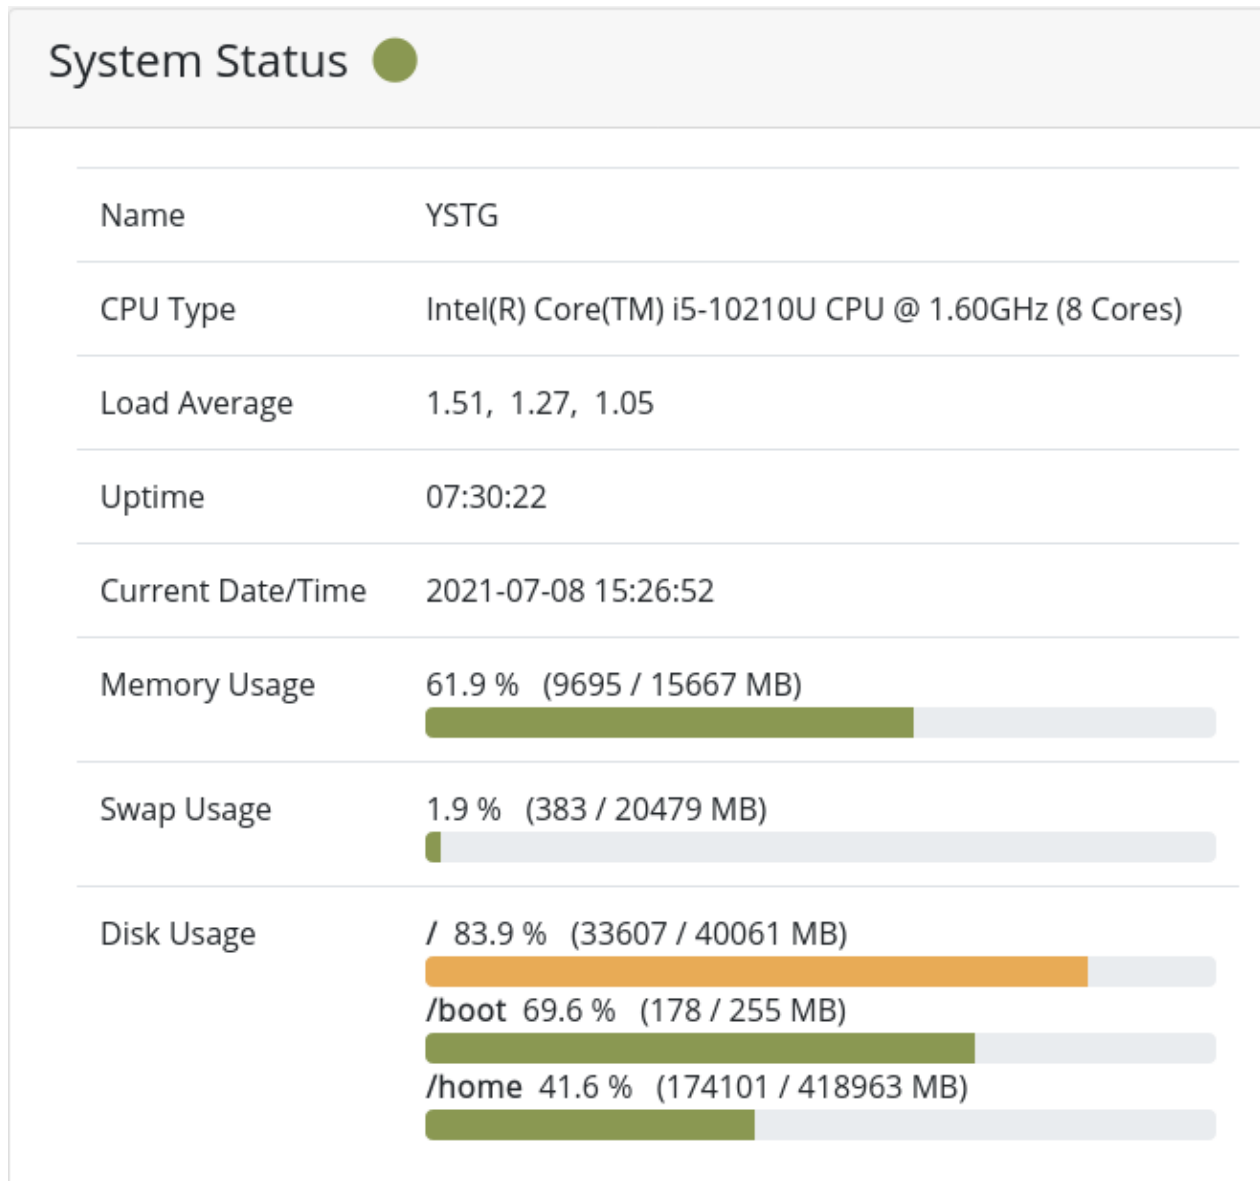 System Status
Name YSTG
CPU Type Intel(R) Core(TM) i5-10210U CPU @ 1.60GHz (8 Cores)
Load Average 1.51, 1.27, 1.05
Uptime 07:30:22
Current Date/Time 2021-07-08 15:26:52
Memory Usage 61.9 % (9695 / 15667 MB)
Swap Usage 1.9 % (383 / 20479 MB)
Disk Usage / 83.9 % (33607 / 40061 MB)
/boot 69.6 % (178 / 255 MB)
/home 41.6 % (174101 / 418963 MB)